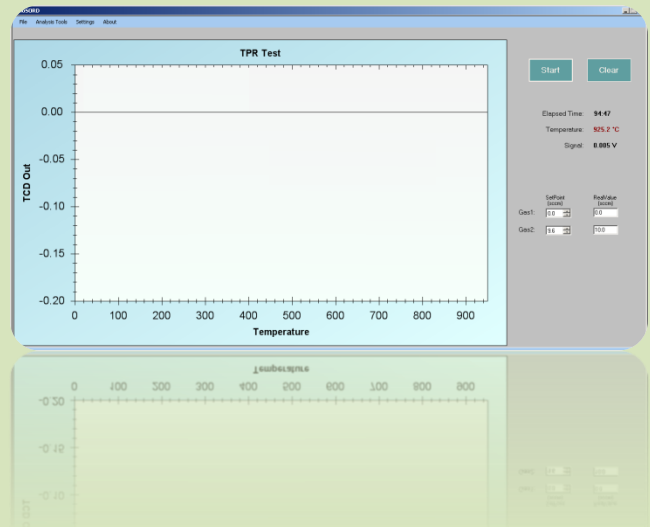 File Analysis Tools Settings About
TPR Test
0.05
0.00
-0.05
-0.10
-0.15
-0.20
TCD Out
0 100 200 300 400 500 600 700 800 900
Temperature
Start Clear
Elapsed Time: 94:47
Temperature: 925.2 °C
Signal: 0.005 V
SetPoint RealValue
(sccm) (sccm)
Gas1: 0.0 0.0
Gas2: 9.6 10.0